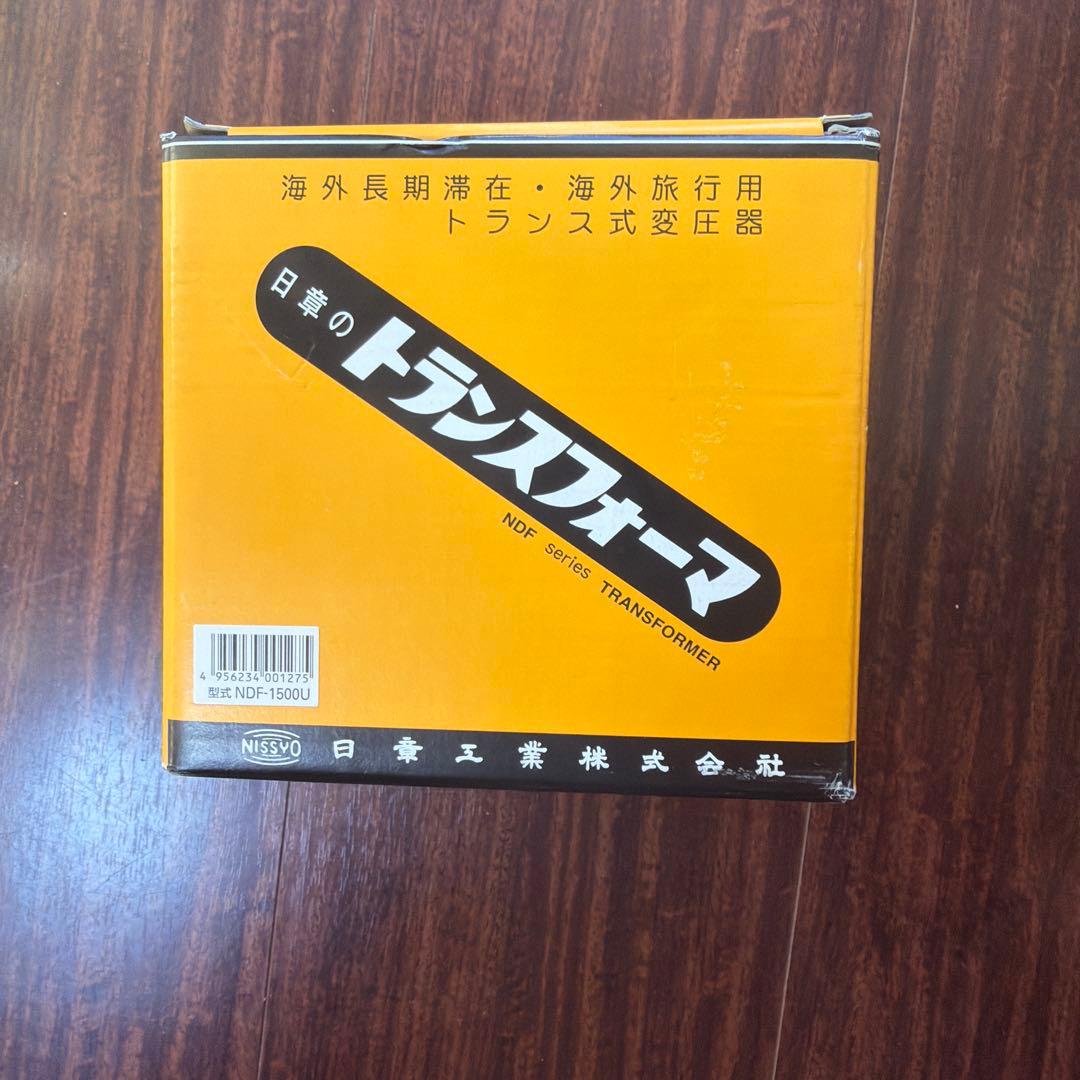 海外長期滞在・海外旅行用
トランス式変圧器
日章の
トランスフォーマ
NDF series TRANSFORMER
4 956234 001275
型式 NDF-1500U
NISSYO 日章工業株式会社